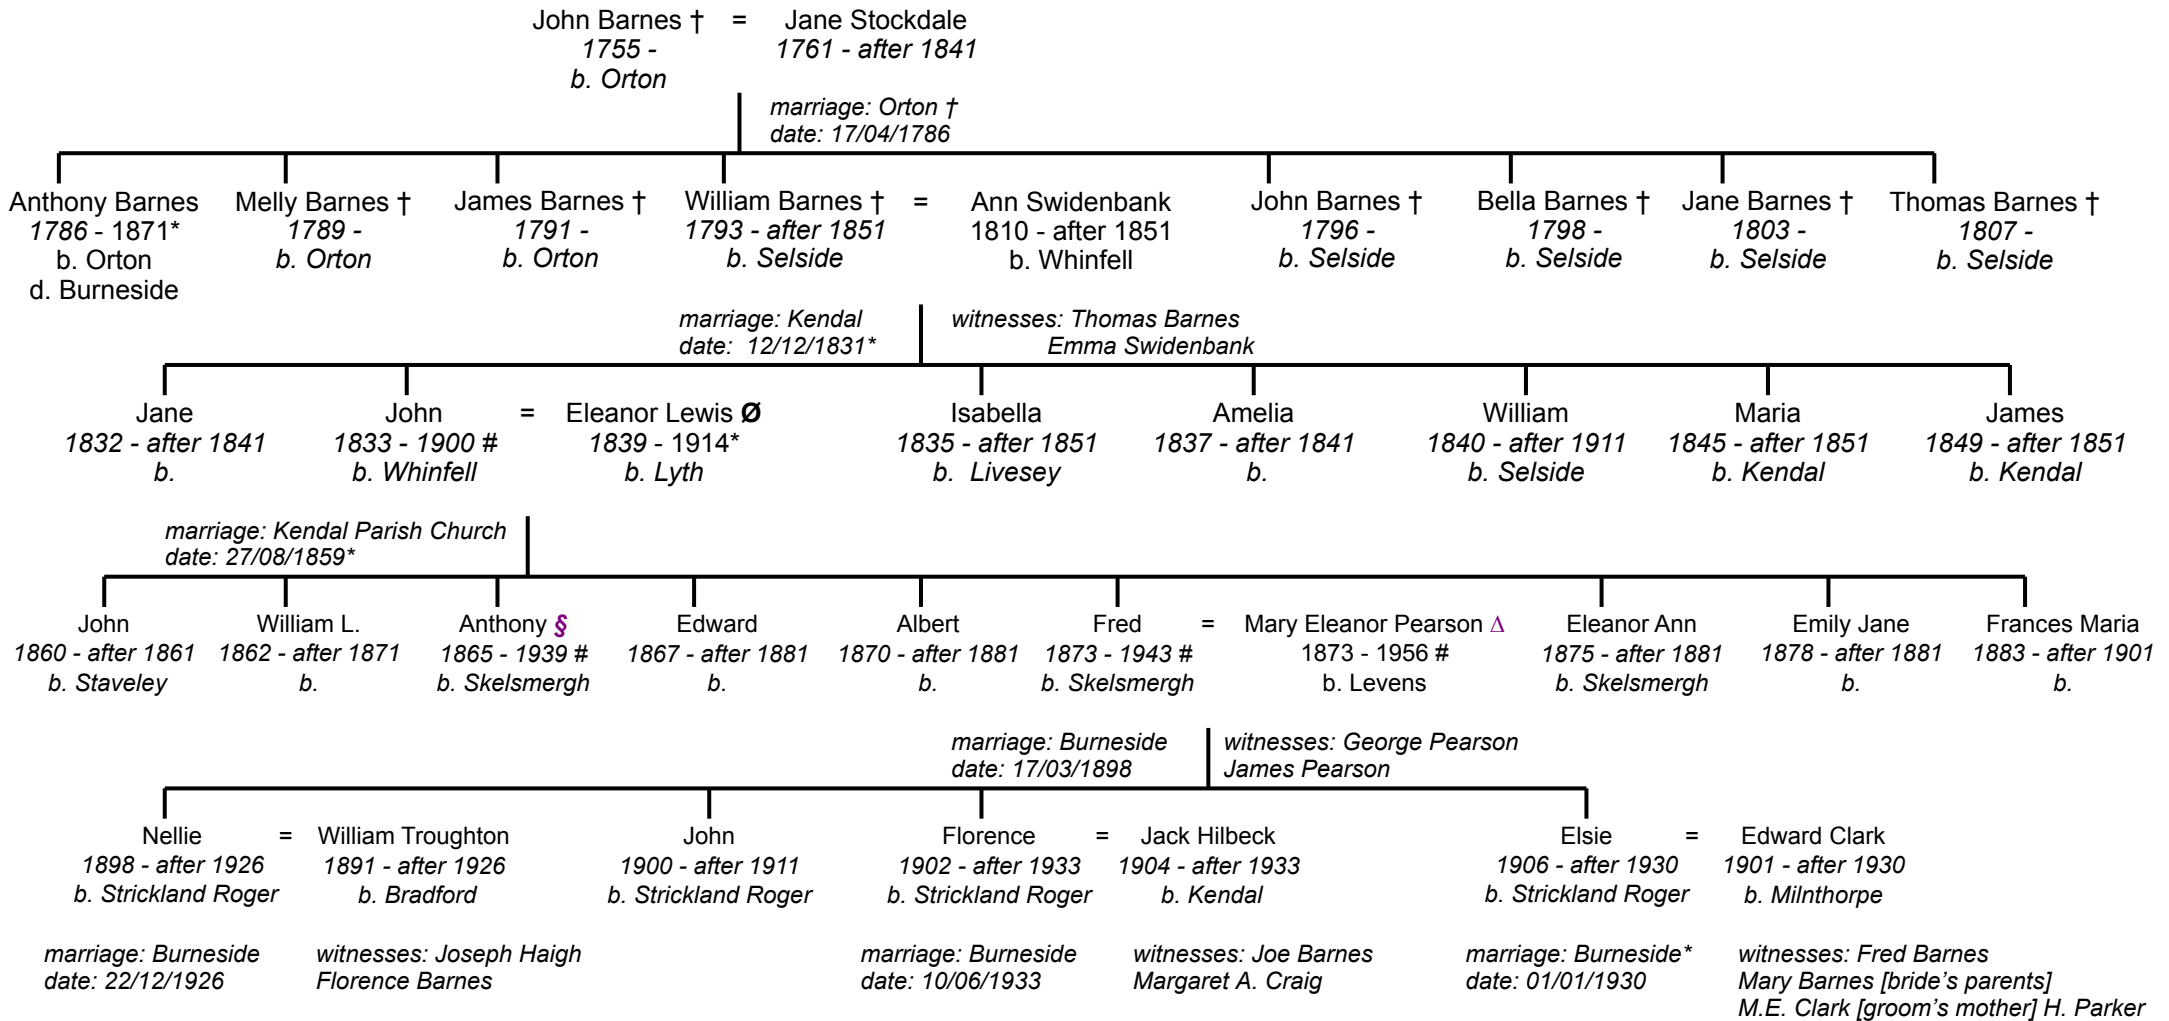 John Barnes † = Jane Stockdale
1755 - 1761 - after 1841
b. Orton
marriage: Orton †
date: 17/04/1786
Anthony Barnes Melly Barnes † James Barnes † William Barnes † = Ann Swidenbank John Barnes † Bella Barnes † Jane Barnes † Thomas Barnes †
1786 - 1871* 1789 - 1791 - 1793 - after 1851 1810 - after 1851 1796 - 1798 - 1803 - 1807 -
b. Orton b. Orton b. Orton b. Selside b. Whinfell b. Selside b. Selside b. Selside b. Selside
d. Burneside
marriage: Kendal witnesses: Thomas Barnes
date: 12/12/1831* Emma Swidenbank
Jane John = Eleanor Lewis Ø Isabella Amelia William Maria James
1832 - after 1841 1833 - 1900 # 1839 - 1914* 1835 - after 1851 1837 - after 1841 1840 - after 1911 1845 - after 1851 1849 - after 1851
b. b. Whinfell b. Lyth b. Livesey b. b. Selside b. Kendal b. Kendal
marriage: Kendal Parish Church
date: 27/08/1859*
John William L. Anthony § Edward Albert Fred = Mary Eleanor Pearson Δ Eleanor Ann Emily Jane Frances Maria
1860 - after 1861 1862 - after 1871 1865 - 1939 # 1867 - after 1881 1870 - after 1881 1873 - 1943 # 1873 - 1956 # 1875 - after 1881 1878 - after 1881 1883 - after 1901
b. Staveley b. b. Skelsmergh b. b. b. Skelsmergh b. Levens b. Skelsmergh b. b.
marriage: Burneside witnesses: George Pearson
date: 17/03/1898 James Pearson
Nellie = William Troughton John Florence = Jack Hilbeck Elsie = Edward Clark
1898 - after 1926 1891 - after 1926 1900 - after 1911 1902 - after 1933 1904 - after 1933 1906 - after 1930 1901 - after 1930
b. Strickland Roger b. Bradford b. Strickland Roger b. Strickland Roger b. Kendal b. Strickland Roger b. Milnthorpe
marriage: Burneside witnesses: Joseph Haigh marriage: Burneside witnesses: Joe Barnes marriage: Burneside* witnesses: Fred Barnes
date: 22/12/1926 Florence Barnes date: 10/06/1933 Margaret A. Craig date: 01/01/1930 Mary Barnes [bride's parents]
M.E. Clark [groom's mother] H. Parker